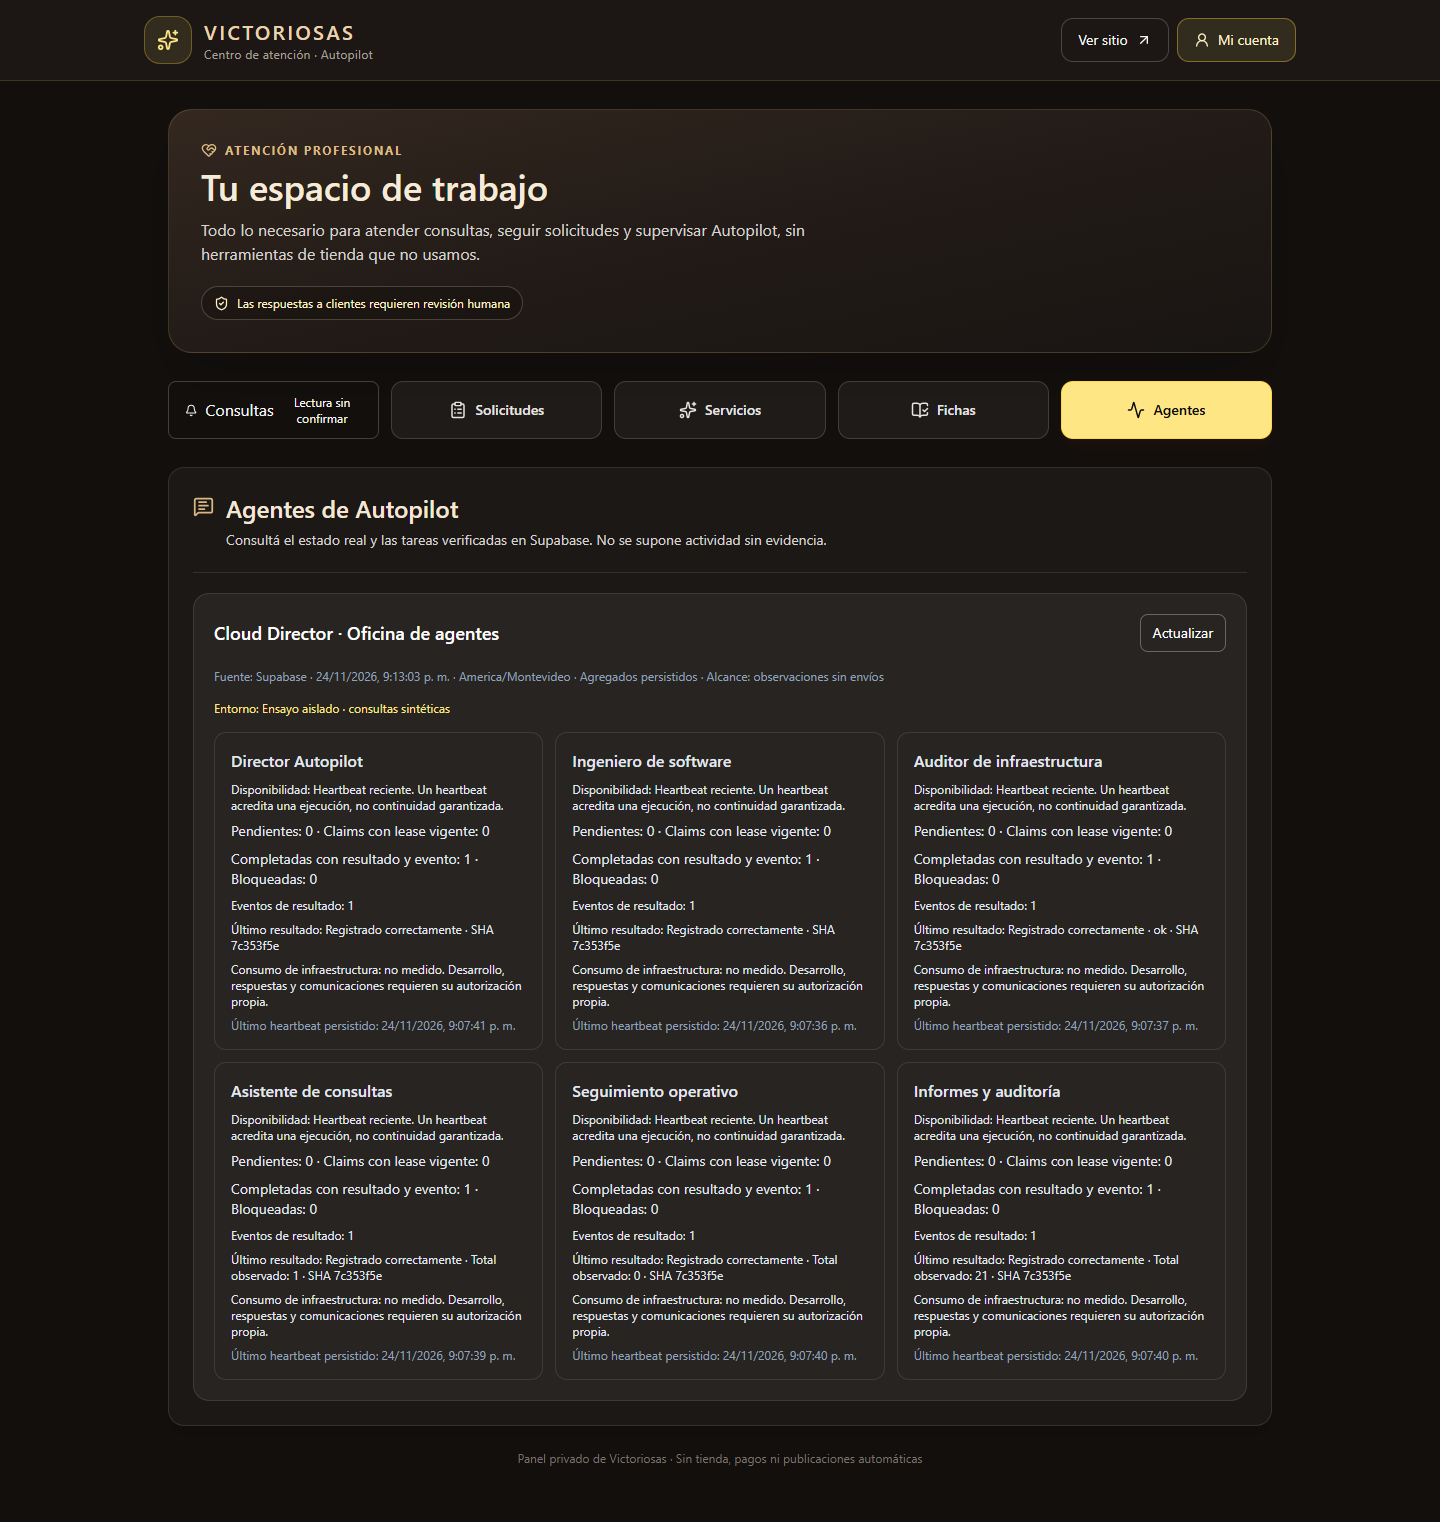 VICTORIOSAS
Centro de atención · Autopilot
Ver sitio
Mi cuenta
ATENCIÓN PROFESIONAL
Tu espacio de trabajo
Todo lo necesario para atender consultas, seguir solicitudes y supervisar Autopilot, sin
herramientas de tienda que no usamos.
Las respuestas a clientes requieren revisión humana
Consultas
Lectura sin
confirmar
Solicitudes
Servicios
Fichas
Agentes
Agentes de Autopilot
Consultá el estado real y las tareas verificadas en Supabase. No se supone actividad sin evidencia.
Cloud Director · Oficina de agentes
Actualizar
Fuente: Supabase · 24/11/2026, 9:13:03 p. m. · America/Montevideo · Agregados persistidos · Alcance: observaciones sin envíos
Entorno: Ensayo aislado · consultas sintéticas
Director Autopilot
Disponibilidad: Heartbeat reciente. Un heartbeat
acredita una ejecución, no continuidad garantizada.
Pendientes: 0 · Claims con lease vigente: 0
Completadas con resultado y evento: 1 ·
Bloqueadas: 0
Eventos de resultado: 1
Último resultado: Registrado correctamente · SHA
7c353f5e
Consumo de infraestructura: no medido. Desarrollo,
respuestas y comunicaciones requieren su autorización
propia.
Último heartbeat persistido: 24/11/2026, 9:07:41 p. m.
Ingeniero de software
Disponibilidad: Heartbeat reciente. Un heartbeat
acredita una ejecución, no continuidad garantizada.
Pendientes: 0 · Claims con lease vigente: 0
Completadas con resultado y evento: 1 ·
Bloqueadas: 0
Eventos de resultado: 1
Último resultado: Registrado correctamente · SHA
7c353f5e
Consumo de infraestructura: no medido. Desarrollo,
respuestas y comunicaciones requieren su autorización
propia.
Último heartbeat persistido: 24/11/2026, 9:07:36 p. m.
Auditor de infraestructura
Disponibilidad: Heartbeat reciente. Un heartbeat
acredita una ejecución, no continuidad garantizada.
Pendientes: 0 · Claims con lease vigente: 0
Completadas con resultado y evento: 1 ·
Bloqueadas: 0
Eventos de resultado: 1
Último resultado: Registrado correctamente · ok · SHA
7c353f5e
Consumo de infraestructura: no medido. Desarrollo,
respuestas y comunicaciones requieren su autorización
propia.
Último heartbeat persistido: 24/11/2026, 9:07:37 p. m.
Asistente de consultas
Disponibilidad: Heartbeat reciente. Un heartbeat
acredita una ejecución, no continuidad garantizada.
Pendientes: 0 · Claims con lease vigente: 0
Completadas con resultado y evento: 1 ·
Bloqueadas: 0
Eventos de resultado: 1
Último resultado: Registrado correctamente · Total
observado: 1 · SHA 7c353f5e
Consumo de infraestructura: no medido. Desarrollo,
respuestas y comunicaciones requieren su autorización
propia.
Último heartbeat persistido: 24/11/2026, 9:07:39 p. m.
Seguimiento operativo
Disponibilidad: Heartbeat reciente. Un heartbeat
acredita una ejecución, no continuidad garantizada.
Pendientes: 0 · Claims con lease vigente: 0
Completadas con resultado y evento: 1 ·
Bloqueadas: 0
Eventos de resultado: 1
Último resultado: Registrado correctamente · Total
observado: 0 · SHA 7c353f5e
Consumo de infraestructura: no medido. Desarrollo,
respuestas y comunicaciones requieren su autorización
propia.
Último heartbeat persistido: 24/11/2026, 9:07:40 p. m.
Informes y auditoría
Disponibilidad: Heartbeat reciente. Un heartbeat
acredita una ejecución, no continuidad garantizada.
Pendientes: 0 · Claims con lease vigente: 0
Completadas con resultado y evento: 1 ·
Bloqueadas: 0
Eventos de resultado: 1
Último resultado: Registrado correctamente · Total
observado: 21 · SHA 7c353f5e
Consumo de infraestructura: no medido. Desarrollo,
respuestas y comunicaciones requieren su autorización
propia.
Último heartbeat persistido: 24/11/2026, 9:07:40 p. m.
Panel privado de Victoriosas · Sin tienda, pagos ni publicaciones automáticas